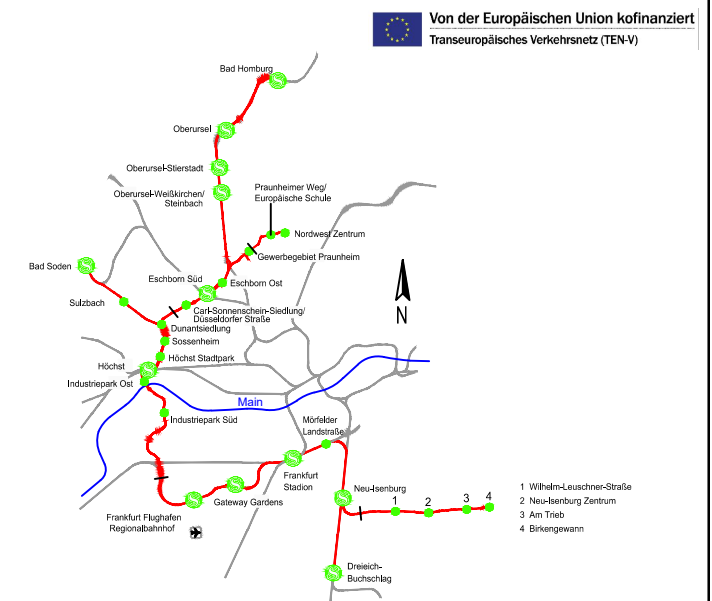 Von der Europäischen Union kofinanziert
Transeuropäisches Verkehrsnetz (TEN-V)
Bad Homburg
Oberursel
Oberursel-Stierstadt
Oberursel-Weißkirchen/
Steinbach
Praunheimer Weg/
Europäische Schule
Nordwest Zentrum
Gewerbegebiet Praunheim
Bad Soden
Eschborn Süd
Eschborn Ost
Sulzbach
Carl-Sonnenschein-Siedlung/
Düsseldorfer Straße
Dunantsiedlung
Sossenheim
Höchst Stadtpark
Höchst
Industriepark Ost
N
Main
Industriepark Süd
Mörfelder
Landstraße
Frankfurt
Stadion
Neu-Isenburg
1
2
3
4
Gateway Gardens
Frankfurt Flughafen
Regionalbahnhof
1 Wilhelm-Leuschner-Straße
2 Neu-Isenburg Zentrum
3 Am Trieb
4 Birkengewann
Dreieich-
Buchschlag